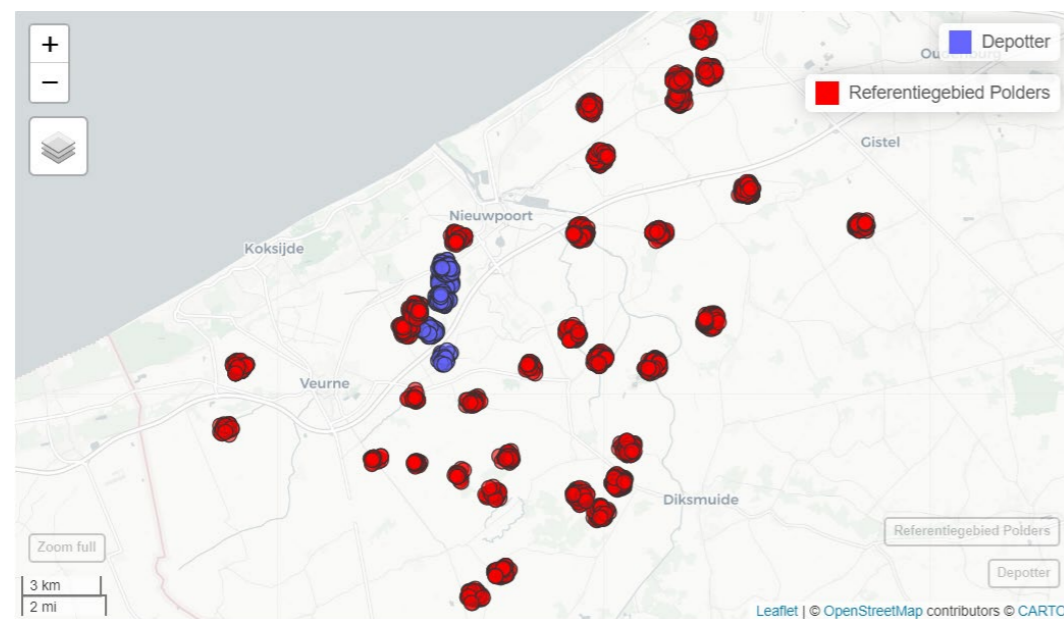 +
−
Depotter
Oudenburg
Referentiegebied Polders
Gistel
Nieuwpoort
Koksijde
Veurne
Diksmuide
Referentiegebied Polders
Zoom full
Depotter
3 km
2 mi
Leaflet | © OpenStreetMap contributors © CARTO